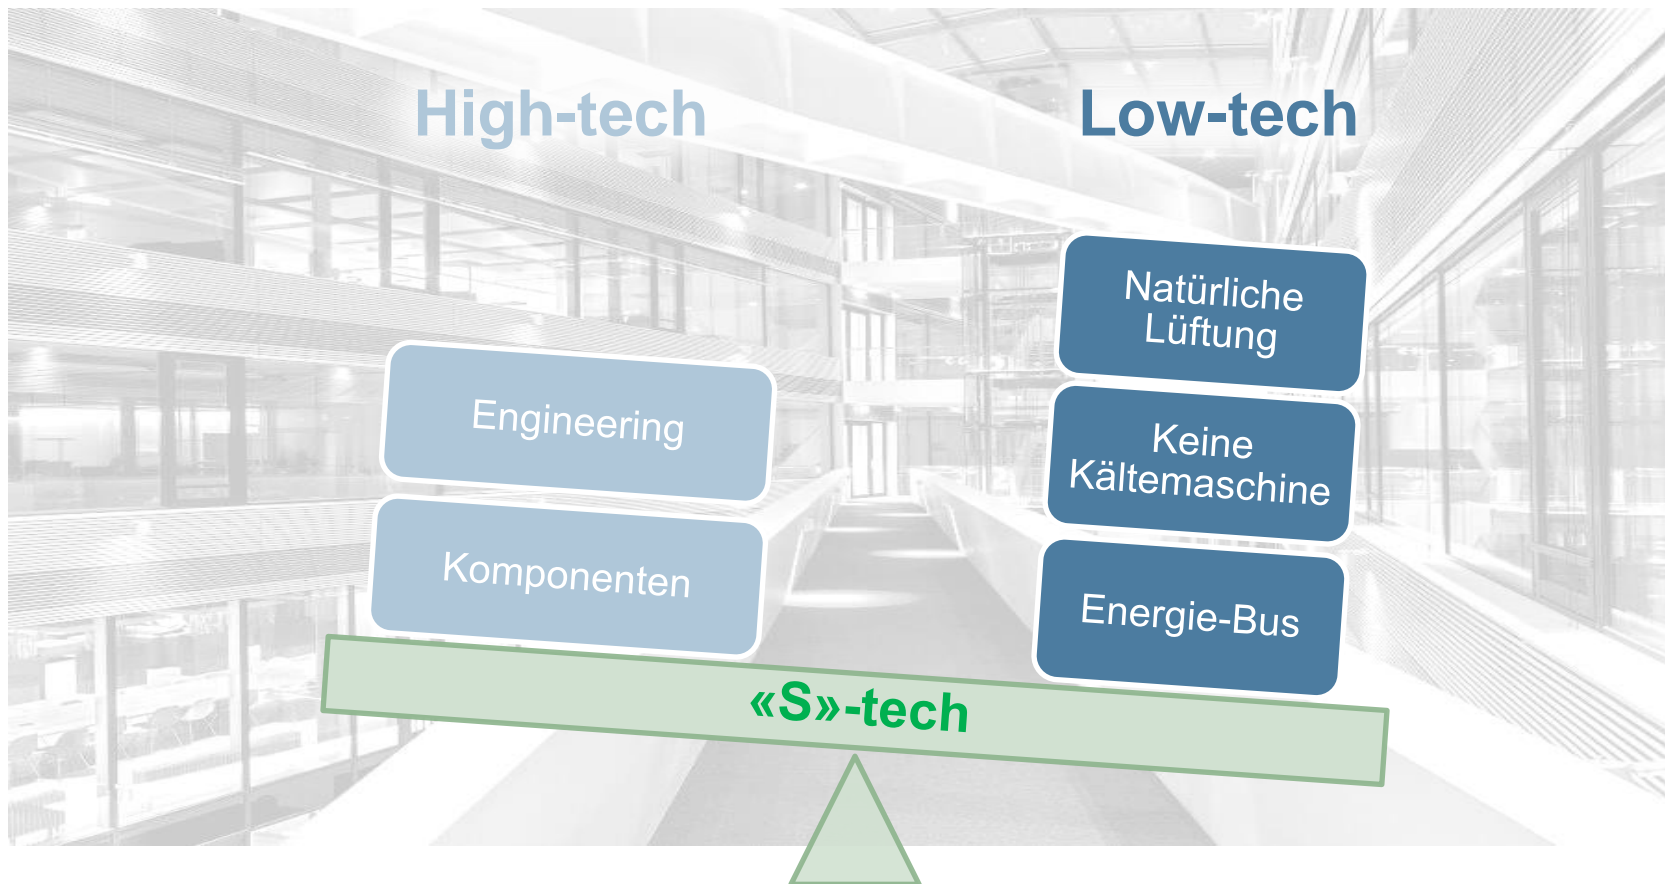 High-tech
Low-tech
Engineering
Komponenten
Natürliche
Lüftung
Keine
Kältemaschine
Energie-Bus
«S»-tech